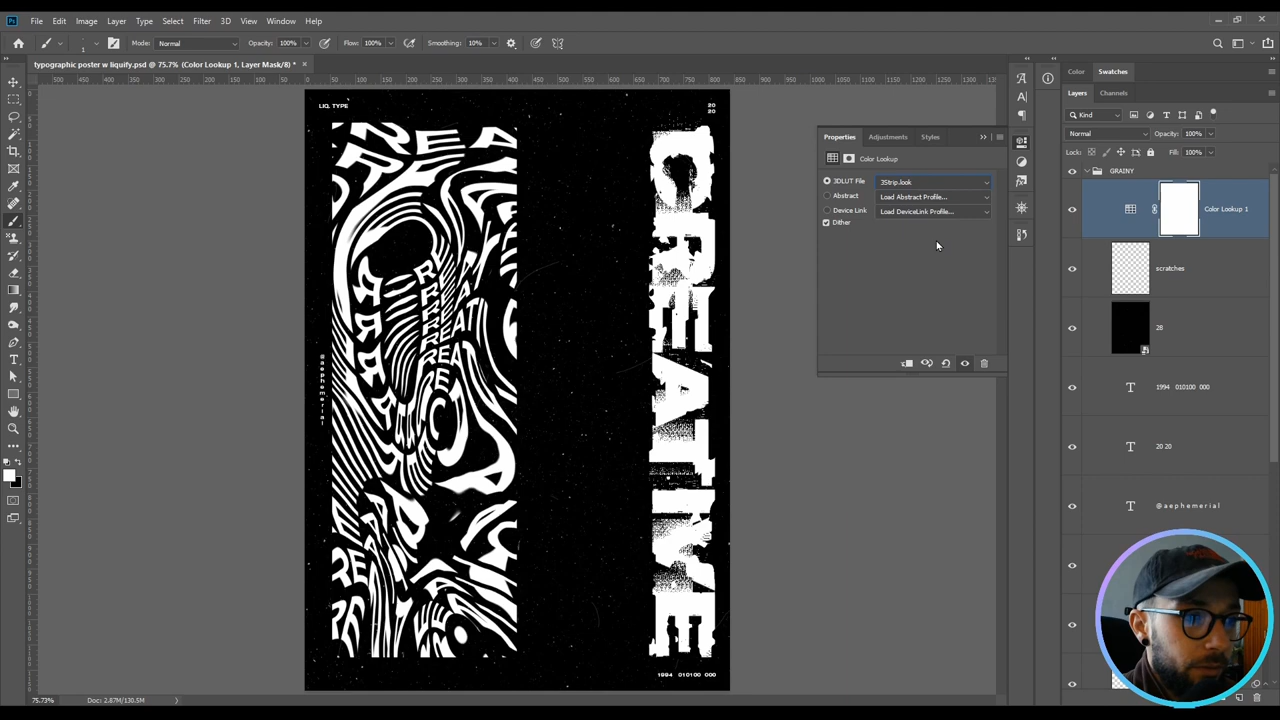 Ps File Edit Image Layer Type Select Filter 3D View Window Help
Mode: Normal Opacity: 100% Flow: 100% Smoothing: 10%
typographic poster w liquify.psd @ 75.7% (Color Lookup 1, Layer Mask/8) *
LIQ. TYPE
20
20
@aephemerial
CREATIVE
1994 010100 000
Properties Adjustments Styles
Color Lookup
3DLUT File 3Strip.look
Abstract Load Abstract Profile...
Device Link Load DeviceLink Profile...
Dither
Color Swatches
Layers Channels
Kind
Normal Opacity: 100%
Lock: Fill: 100%
GRAINY
Color Lookup 1
scratches
28
1994 010100 000
20 20
@aephemerial
75.73% Doc: 2.87M/130.5M